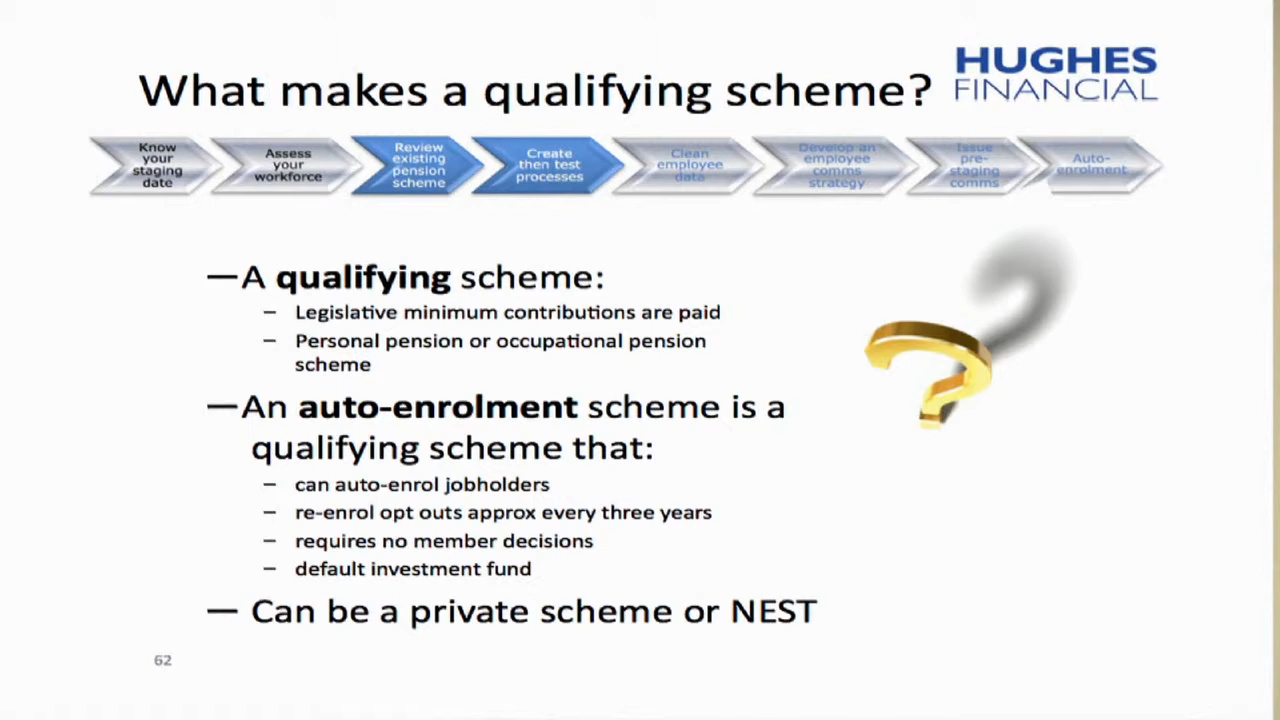 What makes a qualifying scheme?
HUGHES
FINANCIAL
Know
your
staging
date
Assess
your
workforce
Review
existing
pension
scheme
Create
then test
processes
Clean
employee
data
Develop an
employee
comms
strategy
Issue
pre-
staging
comms
Auto-
enrolment
—A qualifying scheme:
– Legislative minimum contributions are paid
– Personal pension or occupational pension
scheme
—An auto-enrolment scheme is a
qualifying scheme that:
– can auto-enrol jobholders
– re-enrol opt outs approx every three years
– requires no member decisions
– default investment fund
— Can be a private scheme or NEST
62